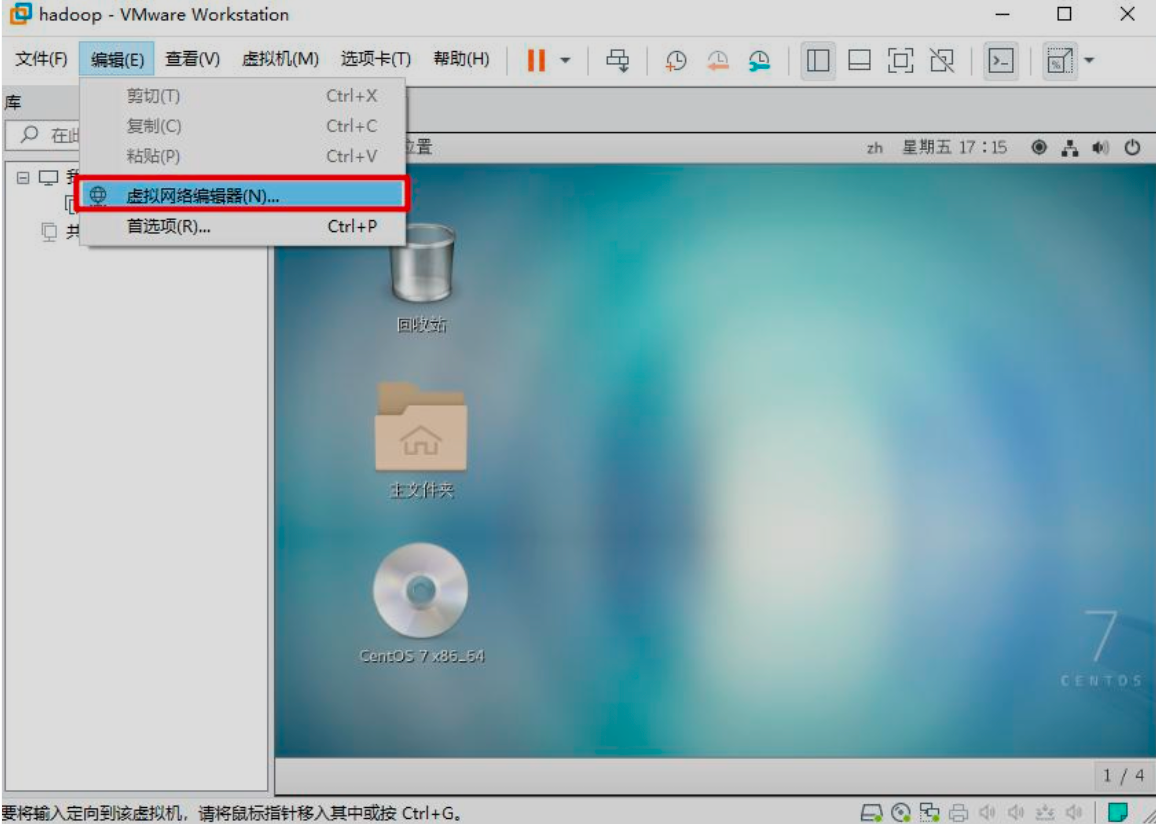 hadoop - VMware Workstation
文件(F) 编辑(E) 查看(V) 虚拟机(M) 选项卡(T) 帮助(H)
库
剪切(T) Ctrl+X
在此
复制(C) Ctrl+C
位置
zh 星期五 17：15
粘贴(P) Ctrl+V
我
虚拟网络编辑器(N)...
共
首选项(R)... Ctrl+P
回收站
主文件夹
CentOS 7 x86_64
7
CENTOS
1 / 4
要将输入定向到该虚拟机，请将鼠标指针移入其中或按 Ctrl+G。